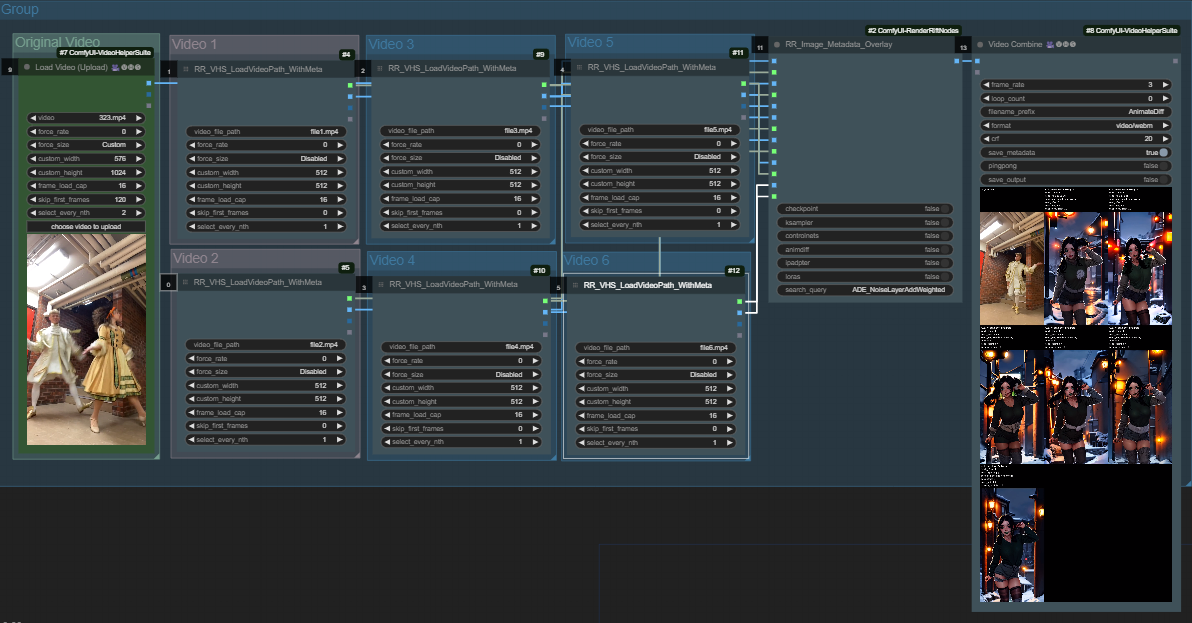 Group
Original Video
#7 ComfyUI-VideoHelperSuite
9
Load Video (Upload)
video 323.mp4
force_rate 0
force_size Custom
custom_width 576
custom_height 1024
frame_load_cap 16
skip_first_frames 120
select_every_nth 2
choose video to upload
Video 1
#4
1
RR_VHS_LoadVideoPath_WithMeta
video_file_path file1.mp4
force_rate 0
force_size Disabled
custom_width 512
custom_height 512
frame_load_cap 16
skip_first_frames 0
select_every_nth 1
Video 2
#5
0
RR_VHS_LoadVideoPath_WithMeta
video_file_path file2.mp4
force_rate 0
force_size Disabled
custom_width 512
custom_height 512
frame_load_cap 16
skip_first_frames 0
select_every_nth 1
Video 3
#9
2
RR_VHS_LoadVideoPath_WithMeta
video_file_path file3.mp4
force_rate 0
force_size Disabled
custom_width 512
custom_height 512
frame_load_cap 16
skip_first_frames 0
select_every_nth 1
Video 4
#10
3
RR_VHS_LoadVideoPath_WithMeta
video_file_path file4.mp4
force_rate 0
force_size Disabled
custom_width 512
custom_height 512
frame_load_cap 16
skip_first_frames 0
select_every_nth 1
Video 5
#11
4
RR_VHS_LoadVideoPath_WithMeta
video_file_path file5.mp4
force_rate 0
force_size Disabled
custom_width 512
custom_height 512
frame_load_cap 16
skip_first_frames 0
select_every_nth 1
Video 6
#12
5
RR_VHS_LoadVideoPath_WithMeta
video_file_path file6.mp4
force_rate 0
force_size Disabled
custom_width 512
custom_height 512
frame_load_cap 16
skip_first_frames 0
select_every_nth 1
#2 ComfyUI-RenderRiftNodes
11
RR_Image_Metadata_Overlay
checkpoint false
ksampler false
controlnets false
animdiff false
ipadpter false
loras false
search_query ADE_NoiseLayerAddWeighted
#8 ComfyUI-VideoHelperSuite
13
Video Combine
frame_rate 3
loop_count 0
filename_prefix AnimateDiff
format video/webm
crf 20
save_metadata true
pingpong false
save_output false